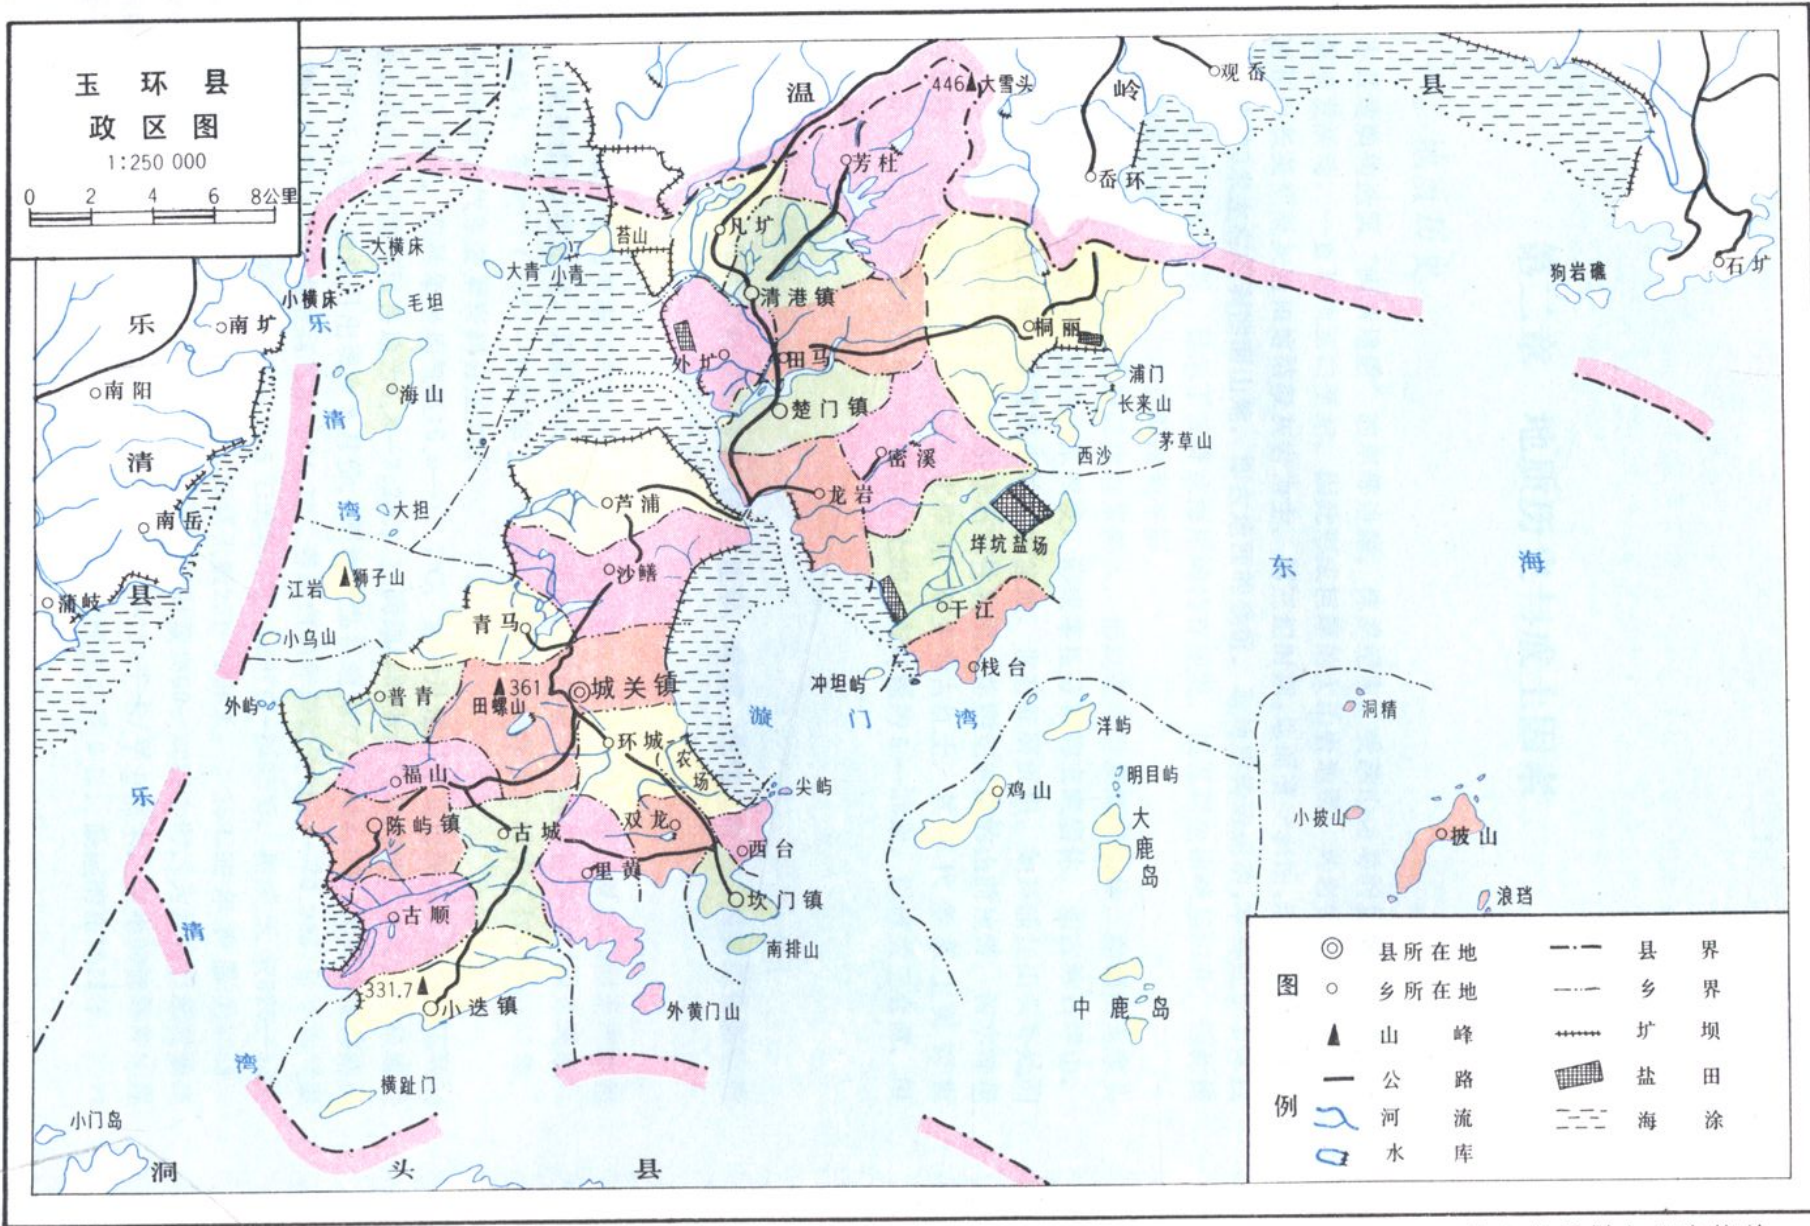 玉环县
政区图
1:250 000
0 2 4 6 8公里
温
岭
县
446
大雪头
观岙
岙环
石圹
狗岩礁
芳杜
凡圹
苔山
清港镇
大横床
小横床
大青
小青
毛坦
乐
清
县
南圹
南阳
南岳
蒲岐
乐
清
湾
海山
外圹
田马
桐丽
楚门镇
浦门
长来山
茅草山
西沙
密溪
龙岩
芦浦
大担
垟坑盐场
东
海
江岩
狮子山
沙鳝
干江
青马
小乌山
栈台
冲坦屿
普青
361
田螺山
城关镇
外屿
漩
门
湾
洋屿
洞精
环城
农场
福山
尖屿
明目屿
鸡山
大鹿岛
小披山
披山
浪珰
乐
清
湾
陈屿镇
古城
双龙
西台
里黄
坎门镇
古顺
南排山
331.7
小迭镇
外黄门山
中鹿岛
横趾门
小门岛
洞
头
县
图例
县所在地
乡所在地
山峰
公路
河流
水库
县界
乡界
圹坝
盐田
海涂